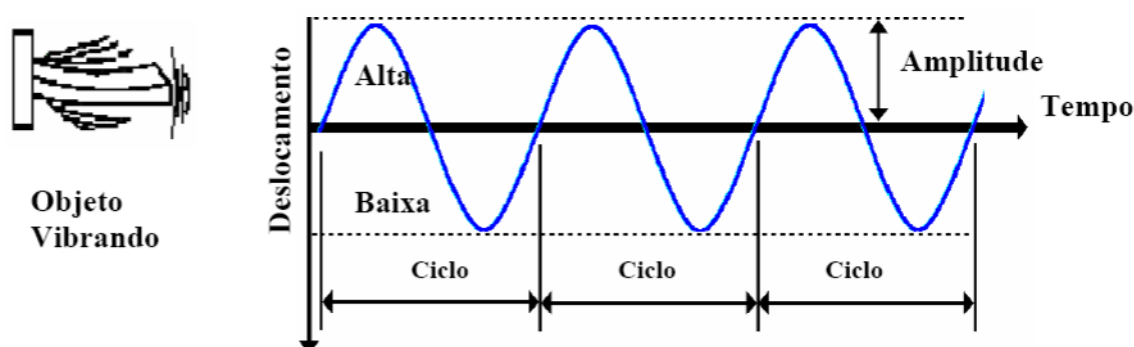 Objeto
Vibrando
Deslocamento
Alta
Baixa
Amplitude
Tempo
Ciclo
Ciclo
Ciclo